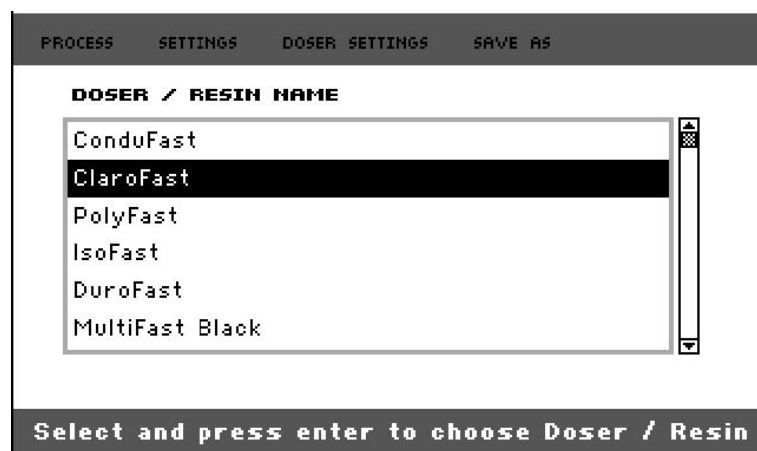 PROCESS SETTINGS DOSER SETTINGS SAVE AS
DOSER / RESIN NAME
ConduFast
ClaroFast
PolyFast
IsoFast
DuroFast
MultiFast Black
Select and press enter to choose Doser / Resin